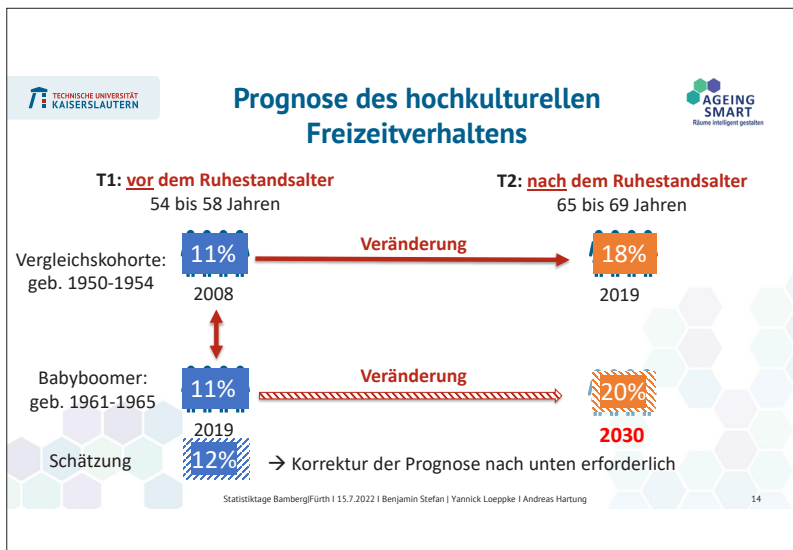 TECHNISCHE UNIVERSITÄT
KAISERSLAUTERN
Prognose des hochkulturellen
Freizeitverhaltens
AGEING
SMART
Räume intelligent gestalten
T1: vor dem Ruhestandsalter
54 bis 58 Jahren
T2: nach dem Ruhestandsalter
65 bis 69 Jahren
Vergleichskohorte:
geb. 1950-1954
11%
2008
Veränderung
18%
2019
Babyboomer:
geb. 1961-1965
11%
2019
Veränderung
20%
2030
Schätzung
12%
→ Korrektur der Prognose nach unten erforderlich
Statistiktage Bamberg|Fürth I 15.7.2022 I Benjamin Stefan | Yannick Loeppke I Andreas Hartung
14